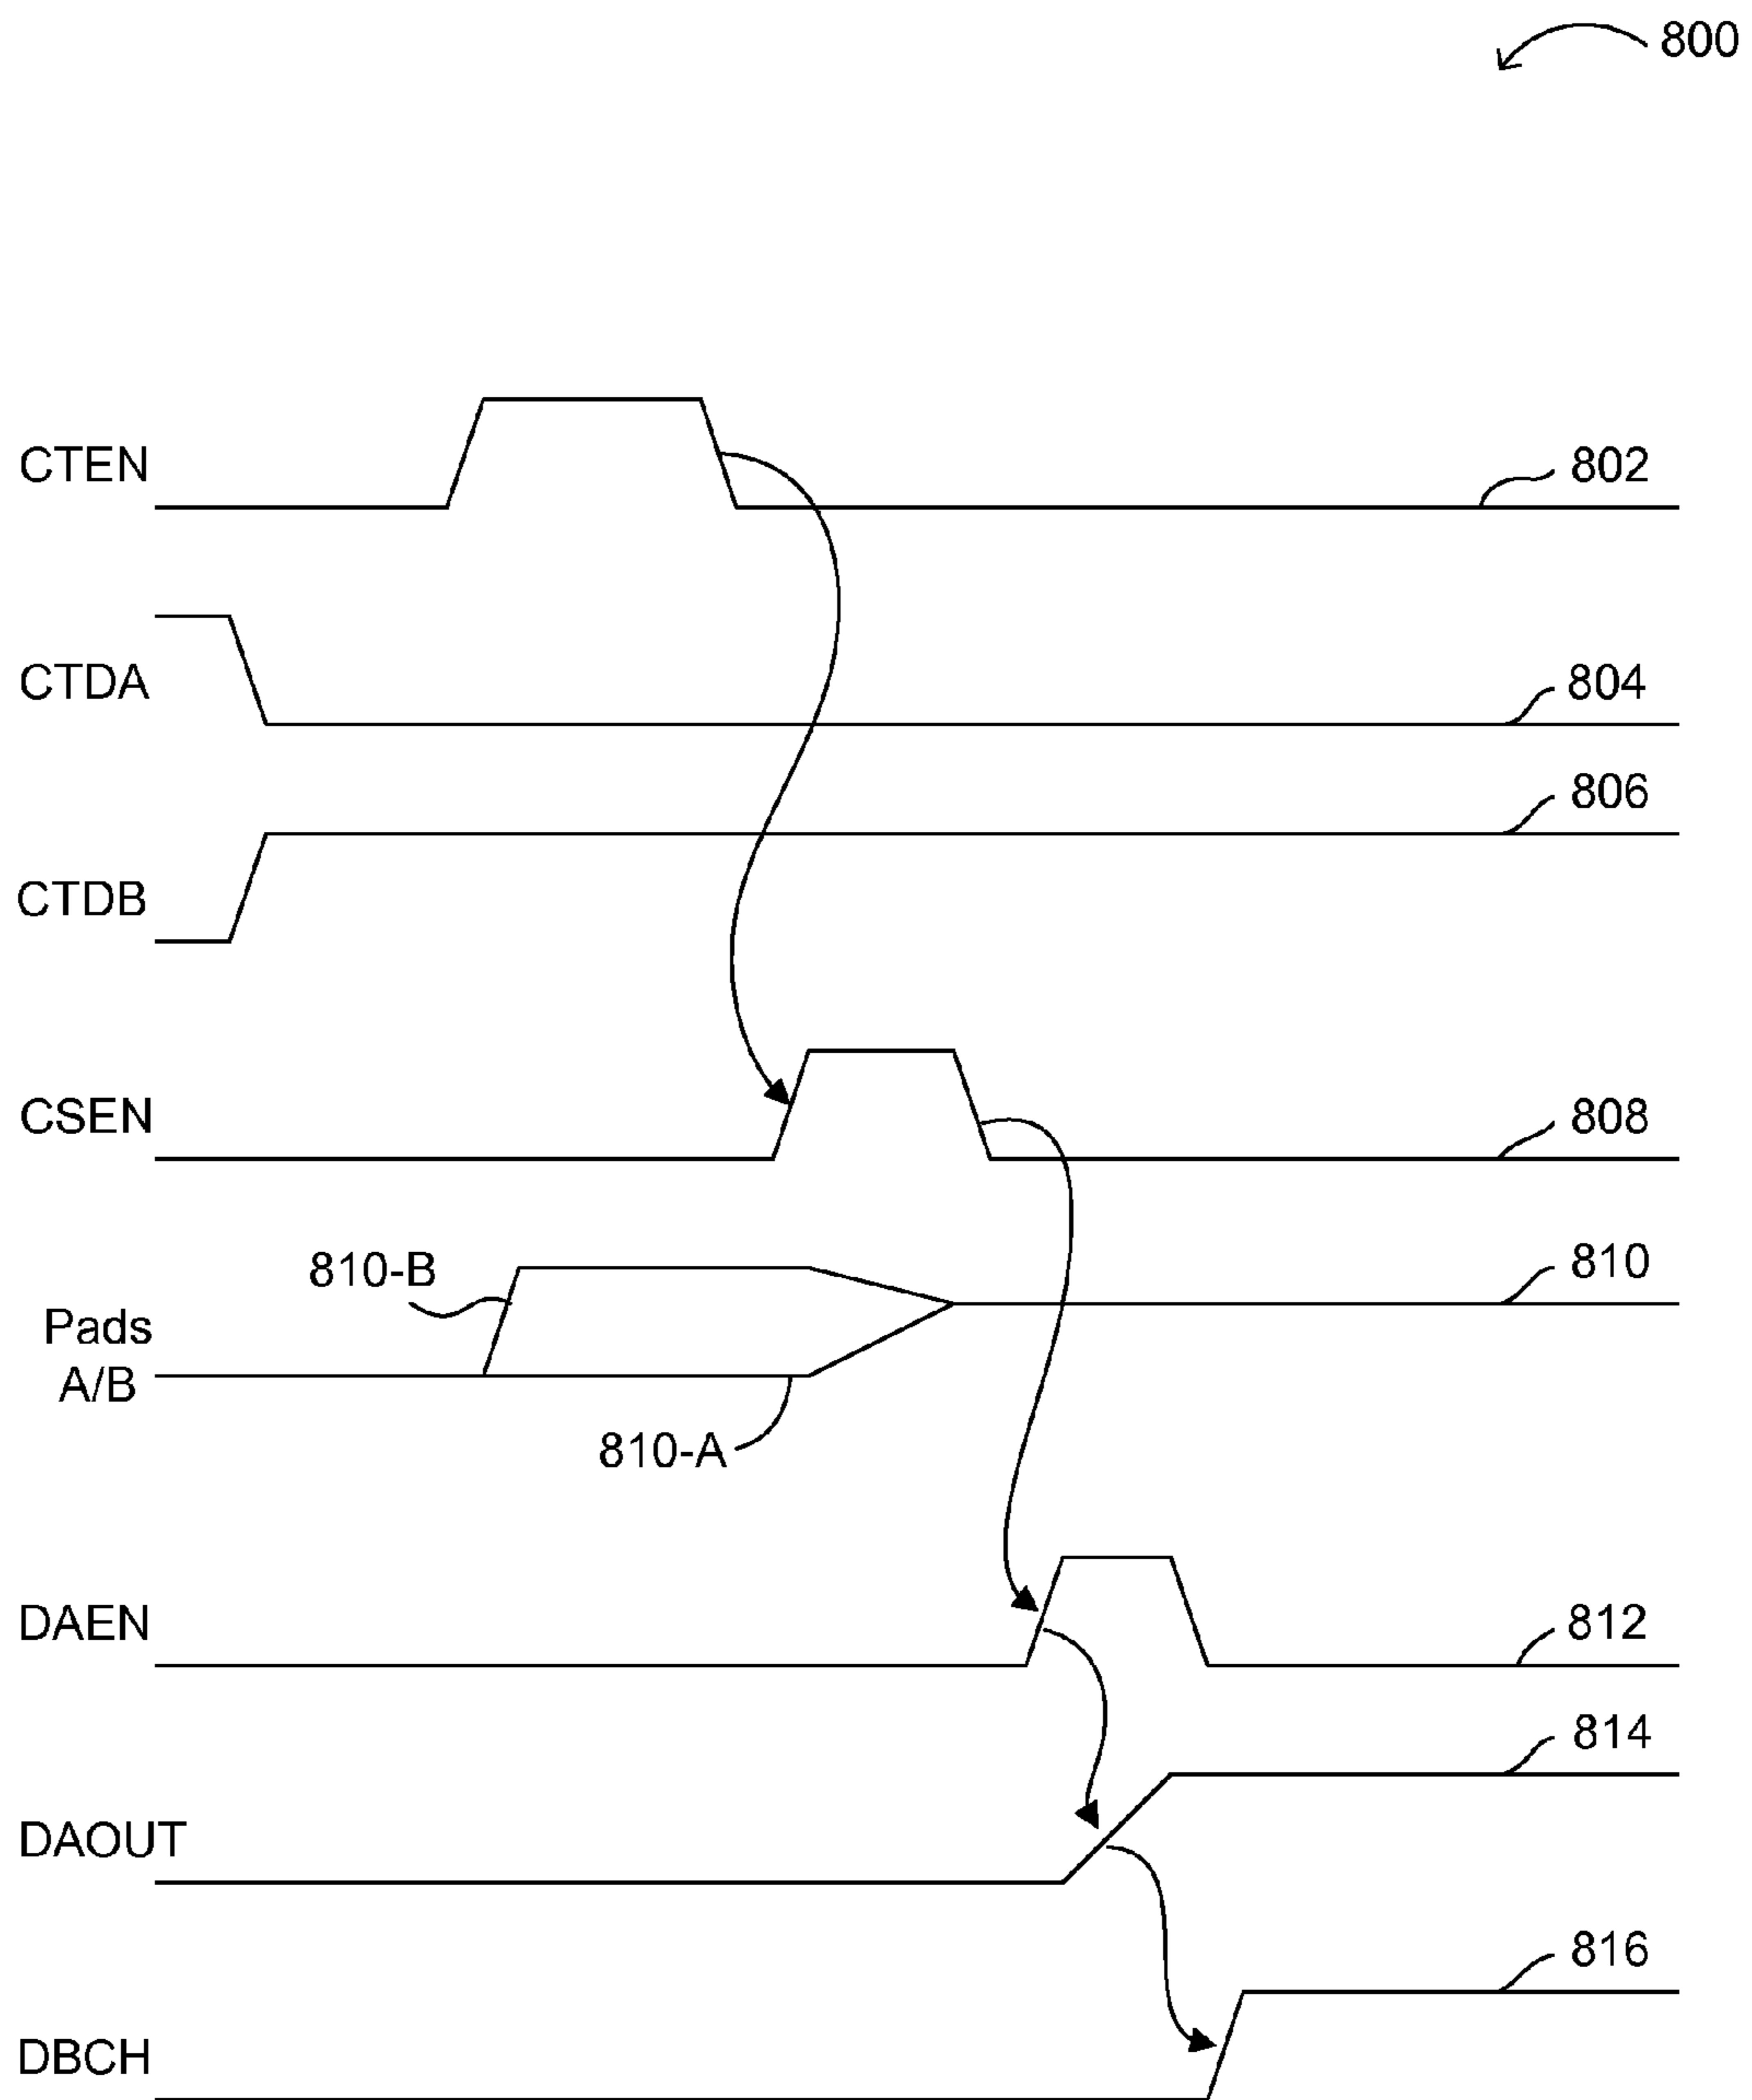 800
CTEN
802
CTDA
804
806
CTDB
CSEN
808
810-B
810
Pads
A/B
810-A
DAEN
812
814
DAOUT
816
DBCH